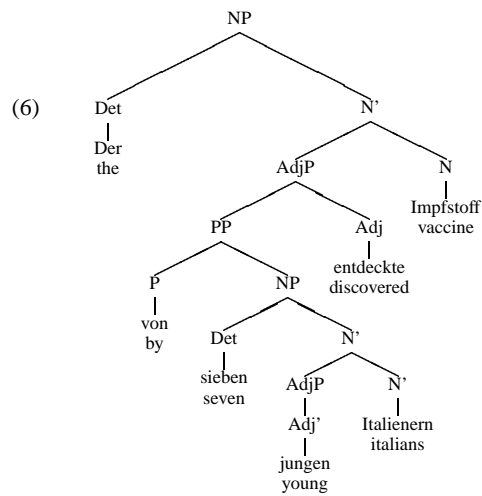 NP
(6) Det N’
Der
the
AdjP N
Impfstoff
vaccine
PP Adj
entdeckte
discovered
P NP
von
by
Det N’
sieben
seven
AdjP N’
Adj’ Italienern
italians
jungen
young